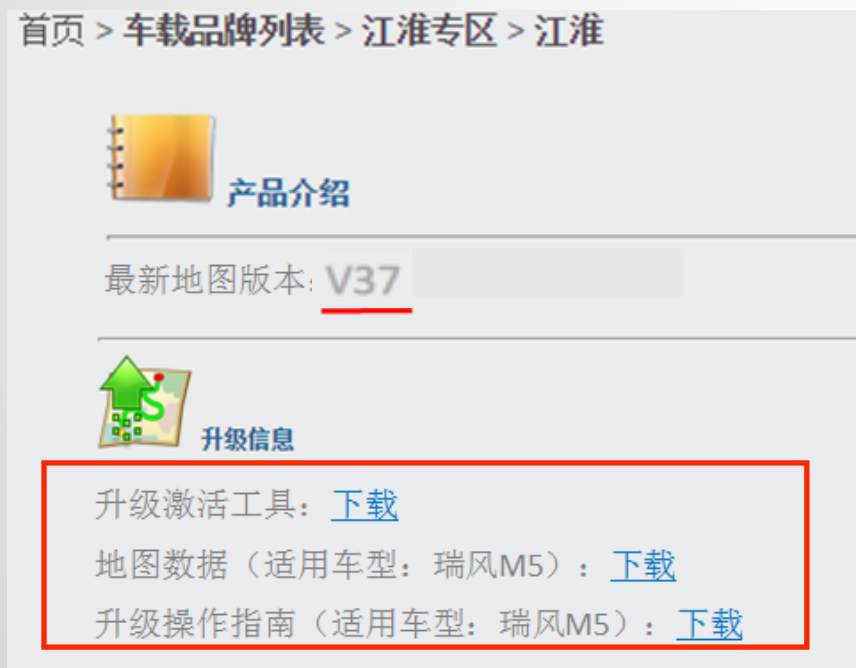 首页 > 车载品牌列表 > 江淮专区 > 江淮
产品介绍
最新地图版本: V37
升级信息
升级激活工具：下载
地图数据（适用车型：瑞风M5）：下载
升级操作指南（适用车型：瑞风M5）：下载